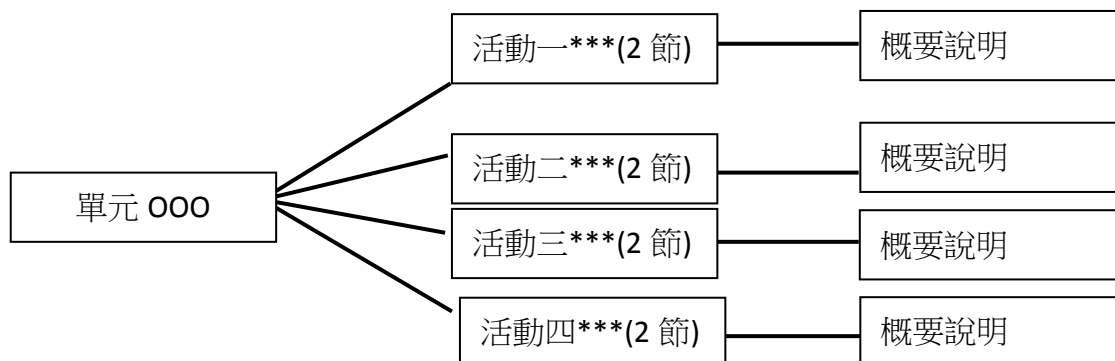 活動一***(2 節)
概要說明
活動二***(2 節)
概要說明
單元 OOO
活動三***(2 節)
概要說明
活動四***(2 節)
概要說明